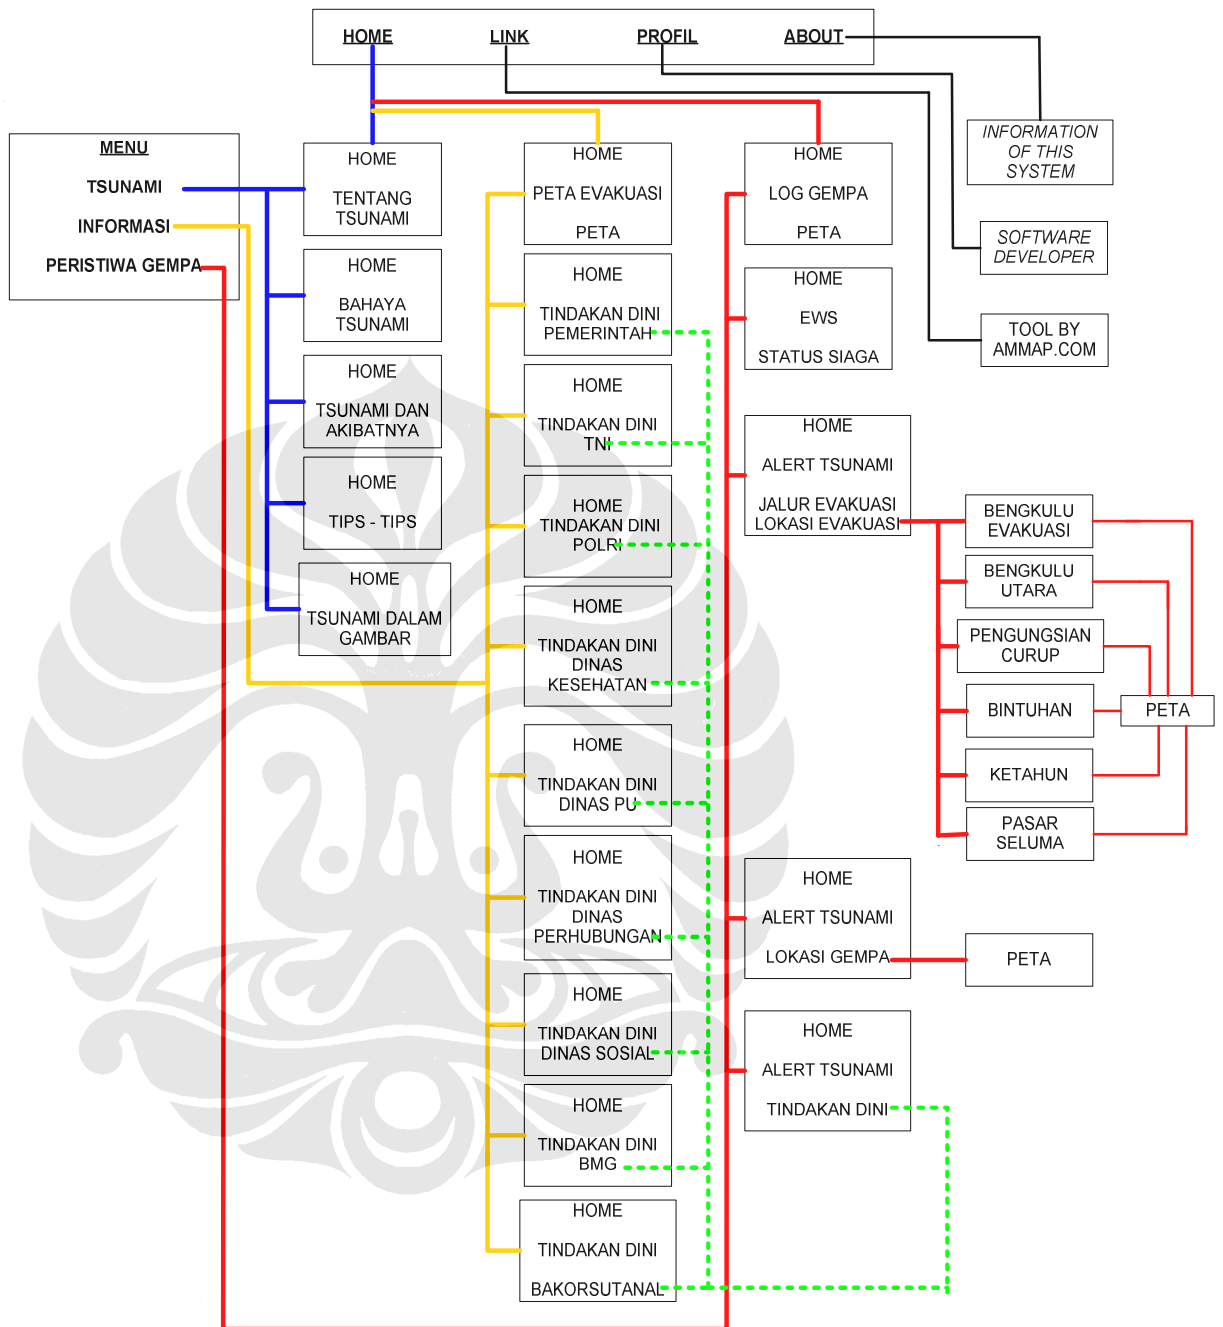 HOME LINK PROFIL ABOUT
MENU
TSUNAMI
INFORMASI
PERISTIWA GEMPA
HOME
TENTANG
TSUNAMI
HOME
BAHAYA
TSUNAMI
HOME
TSUNAMI DAN
AKIBATNYA
HOME
TIPS - TIPS
HOME
TSUNAMI DALAM
GAMBAR
HOME
PETA EVAKUASI
PETA
HOME
TINDAKAN DINI
PEMERINTAH
HOME
TINDAKAN DINI
TNI
HOME
TINDAKAN DINI
POLRI
HOME
TINDAKAN DINI
DINAS
KESEHATAN
HOME
TINDAKAN DINI
DINAS PU
HOME
TINDAKAN DINI
DINAS
PERHUBUNGAN
HOME
TINDAKAN DINI
DINAS SOSIAL
HOME
TINDAKAN DINI
BMG
HOME
TINDAKAN DINI
BAKORSUTANAL
HOME
LOG GEMPA
PETA
HOME
EWS
STATUS SIAGA
HOME
ALERT TSUNAMI
JALUR EVAKUASI
LOKASI EVAKUASI
HOME
ALERT TSUNAMI
LOKASI GEMPA
HOME
ALERT TSUNAMI
TINDAKAN DINI
INFORMATION
OF THIS
SYSTEM
SOFTWARE
DEVELOPER
TOOL BY
AMMAP.COM
BENGKULU
EVAKUASI
BENGKULU
UTARA
PENGUNGSIAN
CURUP
BINTUHAN
KETAHUN
PASAR
SELUMA
PETA
PETA